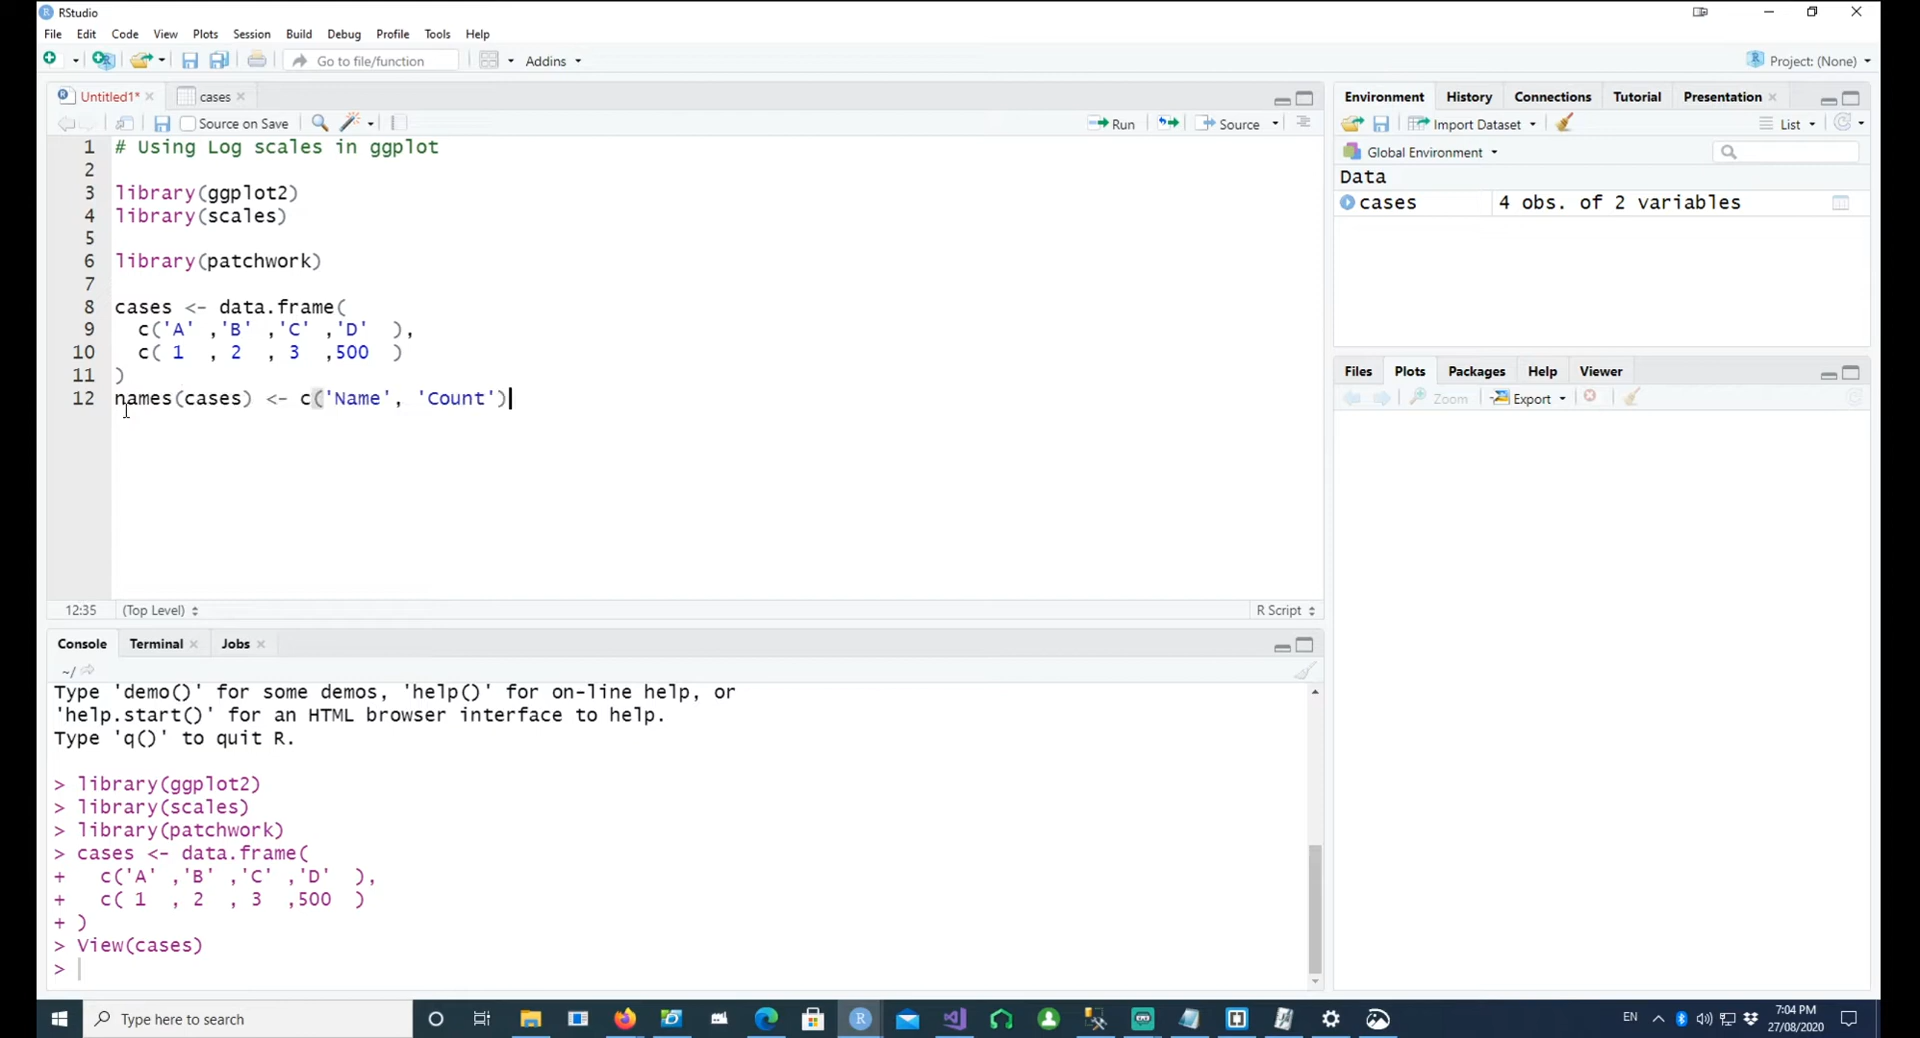 RStudio
File Edit Code View Plots Session Build Debug Profile Tools Help
Go to file/function Addins Project: (None)
Untitled1* cases
Source on Save Run Source
1 # Using Log scales in ggplot
2
3 library(ggplot2)
4 library(scales)
5
6 library(patchwork)
7
8 cases <- data.frame(
9 c('A' ,'B' ,'C' ,'D' ),
10 c( 1 , 2 , 3 ,500 )
11 )
12 names(cases) <- c('Name', 'Count')
12:35 (Top Level) R Script
Console Terminal Jobs
~/
Type 'demo()' for some demos, 'help()' for on-line help, or
'help.start()' for an HTML browser interface to help.
Type 'q()' to quit R.
> library(ggplot2)
> library(scales)
> library(patchwork)
> cases <- data.frame(
+ c('A' ,'B' ,'C' ,'D' ),
+ c( 1 , 2 , 3 ,500 )
+ )
> View(cases)
>
Environment History Connections Tutorial Presentation
Import Dataset List
Global Environment
Data
cases 4 obs. of 2 variables
Files Plots Packages Help Viewer
Zoom Export
Type here to search
EN
7:04 PM
27/08/2020